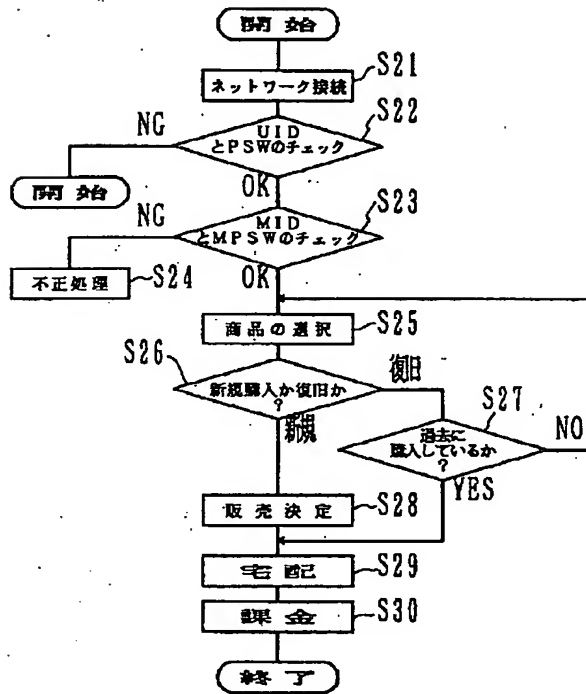 開始
ネットワーク接続
S21
UID
とPSWのチェック
S22
NG
開始
OK
MID
とMPSWのチェック
S23
NG
不正処理
S24
OK
商品の選択
S25
S26
新規購入か復旧か
?
復旧
新規
過去に
購入しているか
?
S27
NO
YES
販売決定
S28
宅配
S29
課金
S30
終了